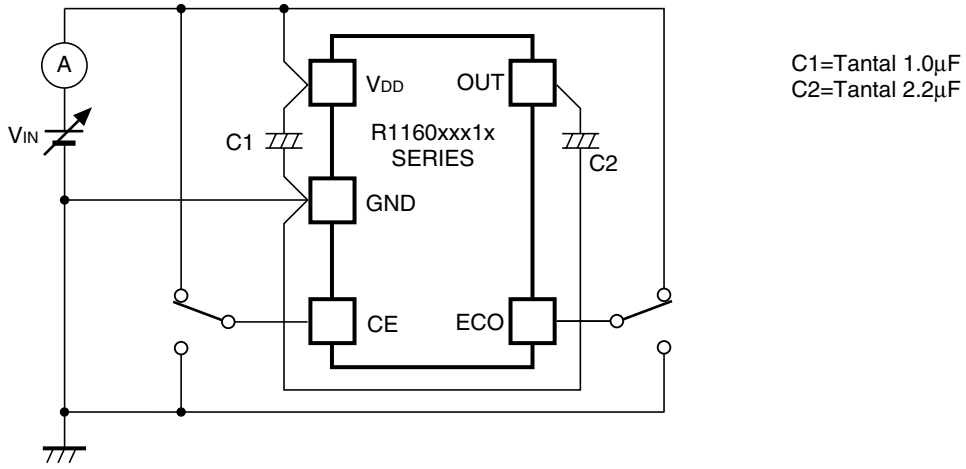 A
VIN
VDD
OUT
C1=Tantal 1.0μF
C2=Tantal 2.2μF
C1
R1160xxx1x
SERIES
C2
GND
CE
ECO